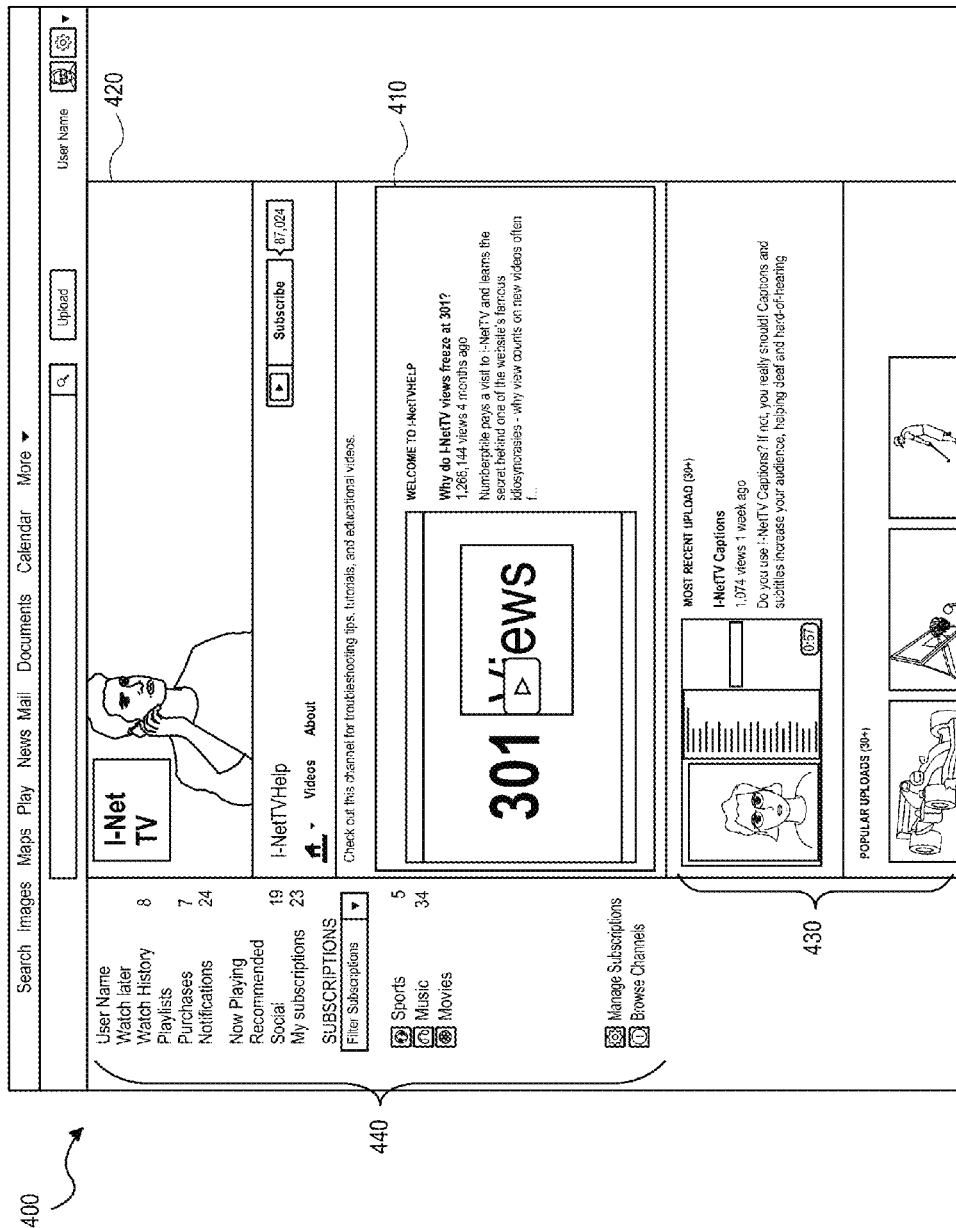 400
Search Images Maps Play News Mail Documents Calendar More
Upload
User Name
420
User Name
Watch later
Watch History 8
Playlists
Purchases 7
Notifications 24
Now Playing
Recommended
Social 19
My subscriptions 23
SUBSCRIPTIONS
Filter Subscriptions
Sports 5
Music 34
Movies
Manage Subscriptions
Browse Channels
440
I-Net
TV
I-NetTVHelp
Videos About
Subscribe 87,024
Check out this channel for troubleshooting tips, tutorials, and educational videos.
410
301 Views
WELCOME TO I-NetTVHELP
Why do I-NetTV views freeze at 301?
1,266,144 views 4 months ago
Numberphile pays a visit to I-NetTV and learns the
secret behind one of the website's famous
idiosyncrasies - why view counts on new videos often
f...
0:57
MOST RECENT UPLOAD (30+)
I-NetTV Captions
1,074 views 1 week ago
Do you use I-NetTV Captions? If not, you really should! Captions and
subtitles increase your audience, helping deaf and hard-of-hearing
430
POPULAR UPLOADS (30+)